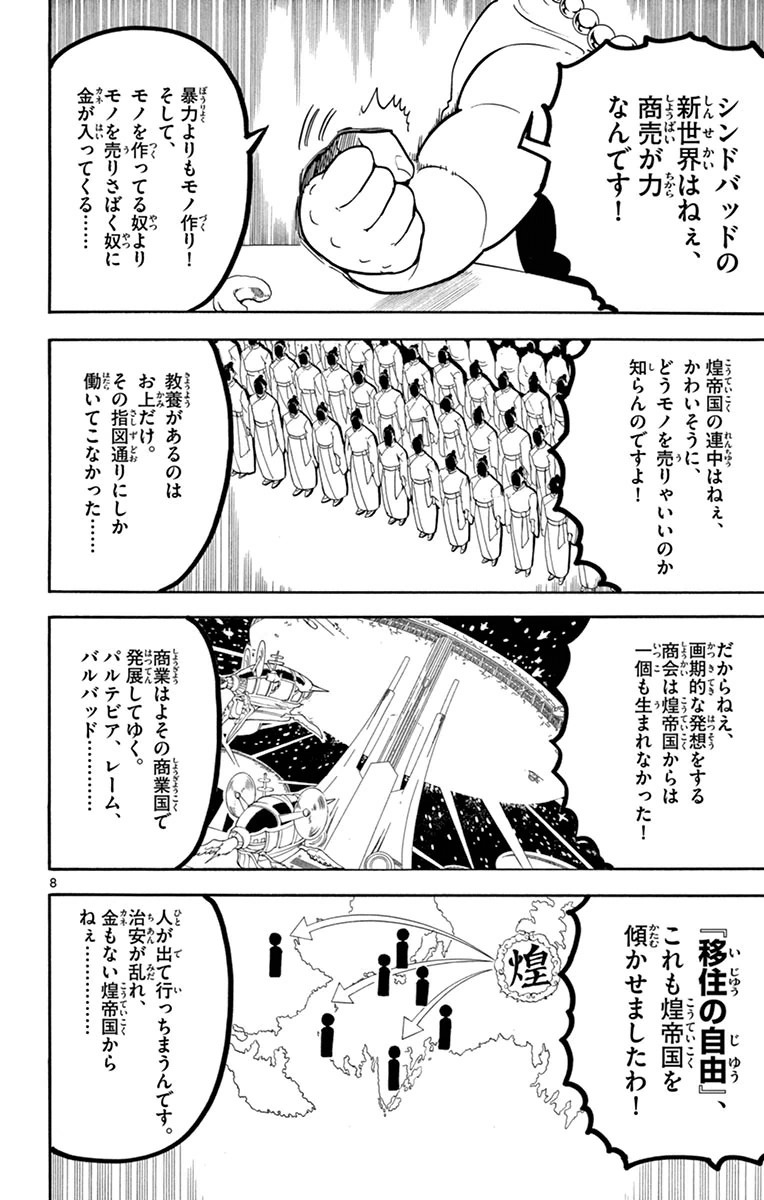 シンドバッドの
新世界はねぇ、
商売が力
なんです！
暴力よりもモノ作り！
そして、
モノを作ってる奴より
モノを売りさばく奴に
金が入ってくる……
煌帝国の連中はねぇ、
かわいそうに、
どうモノを売りゃいいのか
知らんのですよ！
教養があるのは
お上だけ。
その指図通りにしか
働いてこなかった……
だからねえ、
画期的な発想をする
商会は煌帝国からは
一個も生まれなかった！
商業はよその商業国で
発展してゆく。
パルテビア、レーム、
バルバッド…………
8
『移住の自由』、
これも煌帝国を
傾かせましたわ！
煌
人が出て行っちまうんです。
治安が乱れ、
金もない煌帝国から
ねぇ…………